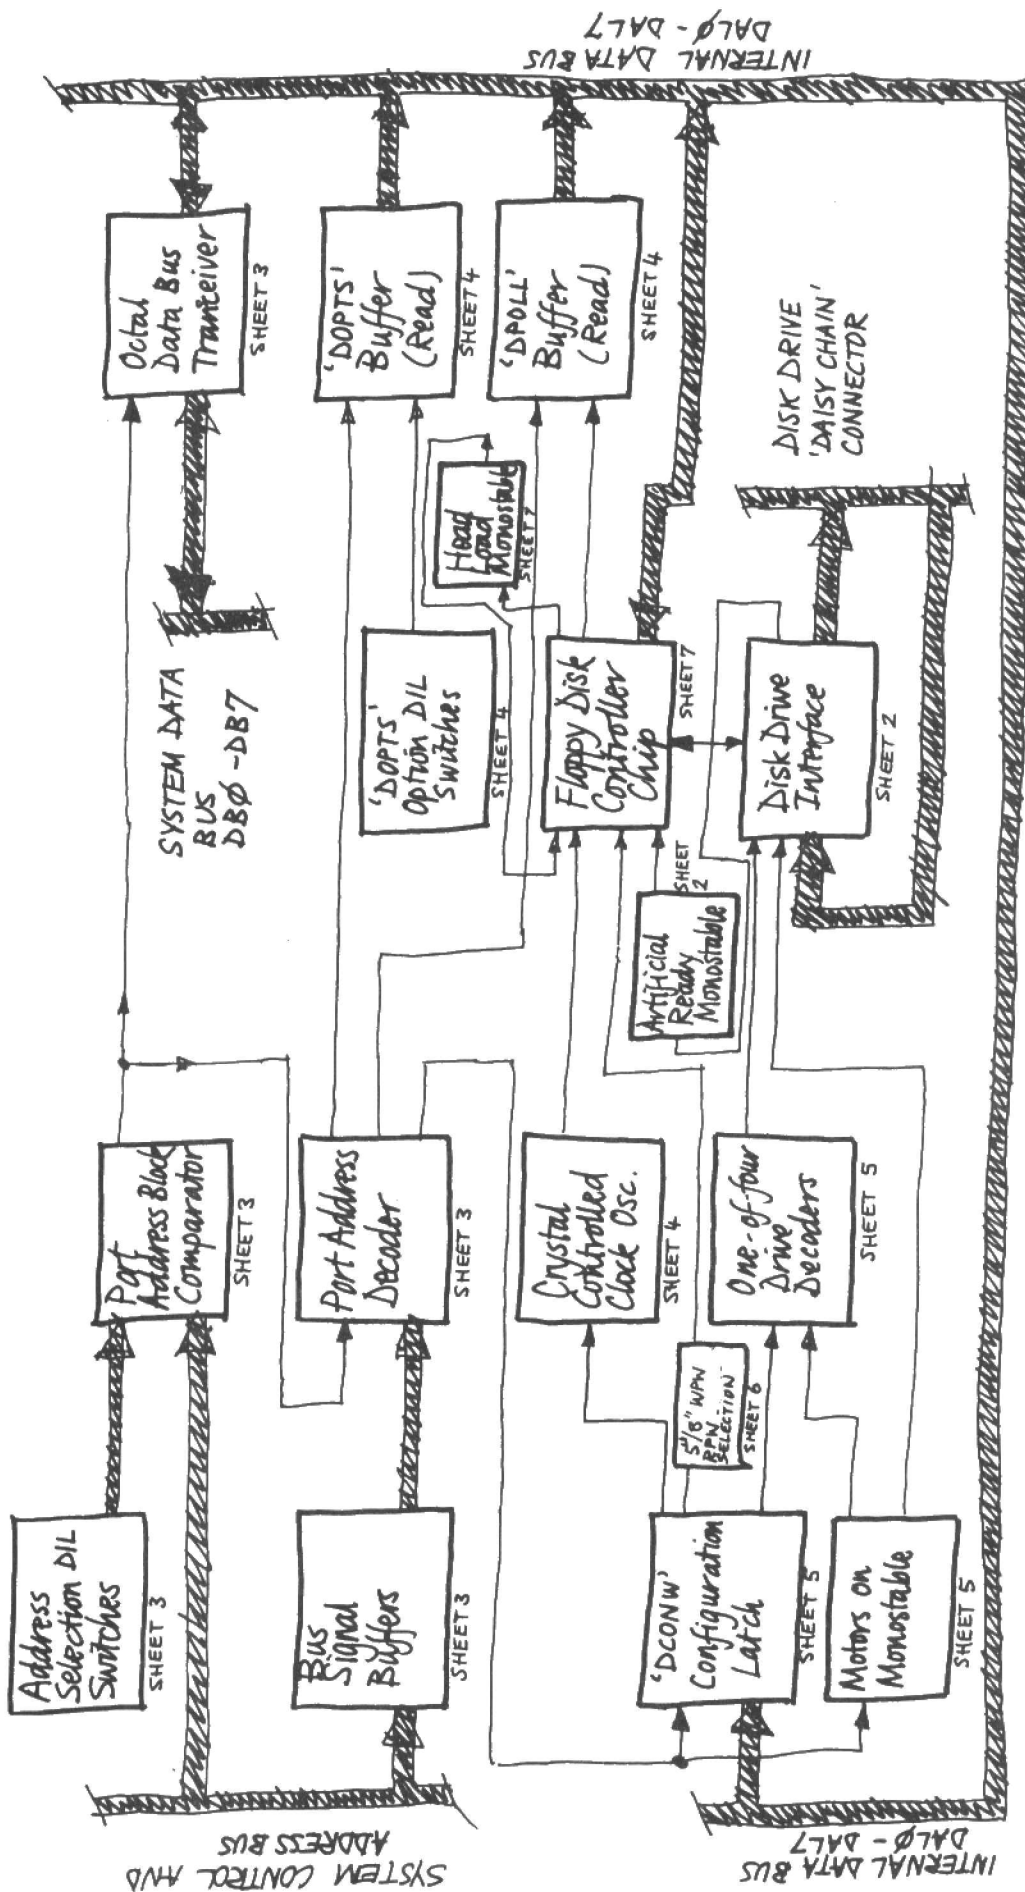 SYSTEM CONTROL AND
ADDRESS BUS
Address
Selection DIL
Switches
SHEET 3
Port
Address Block
Comparator
SHEET 3
Octal
Data Bus
Tranceiver
SHEET 3
SYSTEM DATA
BUS
DBØ - DB7
Bus
Signal
Buffers
SHEET 3
Port Address
Decoder
SHEET 3
'DOPTS'
Option DIL
Switches
SHEET 4
'DOPTS'
Buffer
(Read)
SHEET 4
Head
Load
Monostable
SHEET 7
'DPOLL'
Buffer
(Read)
SHEET 4
Crystal
Controlled
Clock Osc.
SHEET 4
Floppy Disk
Controller
Chip
SHEET 7
Artificial
Ready
Monostable
SHEET
2
5"/8" WPW
RPW
SELECTION
SHEET 6
'DCONW'
Configuration
Latch
SHEET 5
One-of-four
Drive
Decoders
SHEET 5
Disk Drive
Interface
SHEET 2
DISK DRIVE
'DAISY CHAIN'
CONNECTOR
Motors on
Monostable
SHEET 5
INTERNAL DATA BUS
DALØ - DAL7
INTERNAL DATA BUS
DALØ - DAL7